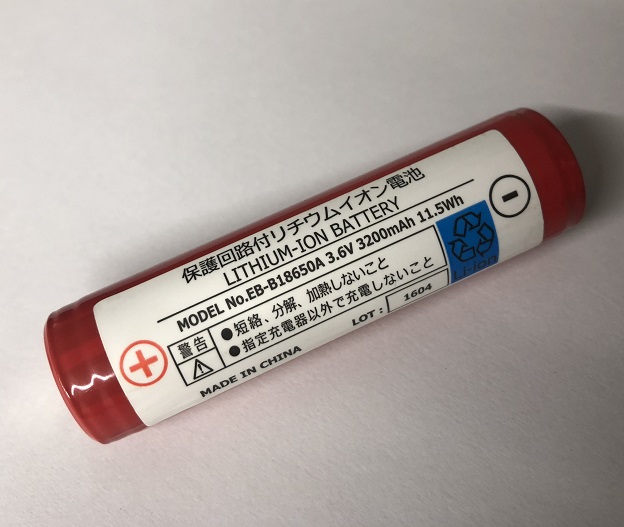 保護回路付リチウムイオン電池
LITHIUM-ION BATTERY
MODEL No.EB-B18650A 3.6V 3200mAh 11.5Wh
警告
●短絡、分解、加熱しないこと
●指定充電器以外で充電しないこと
MADE IN CHINA
LOT : 1604
Li-ion